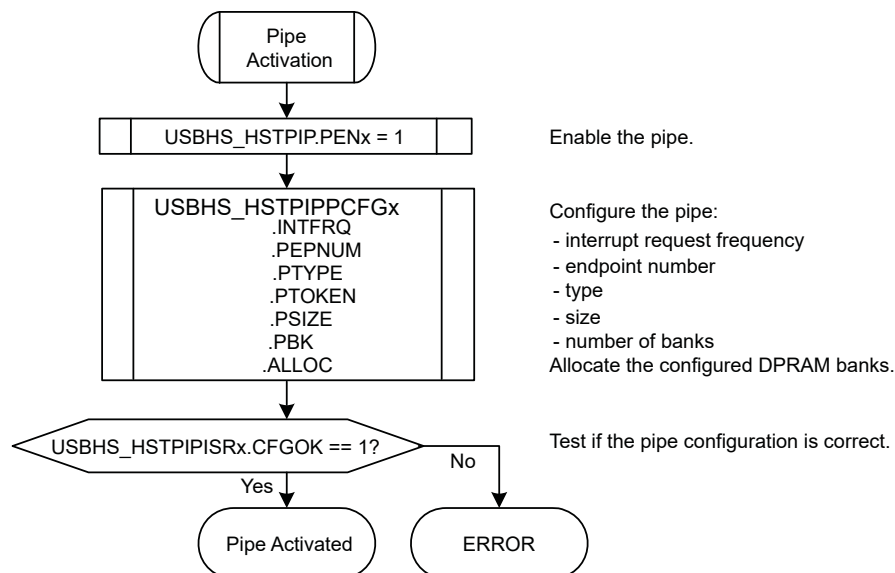 Pipe
Activation
USBHS_HSTPIP.PENx = 1
Enable the pipe.
USBHS_HSTPIPPCFGx
.INTFRQ
.PEPNUM
.PTYPE
.PTOKEN
.PSIZE
.PBK
.ALLOC
Configure the pipe:
- interrupt request frequency
- endpoint number
- type
- size
- number of banks
Allocate the configured DPRAM banks.
USBHS_HSTPIPISRx.CFGOK == 1?
Test if the pipe configuration is correct.
No
Yes
Pipe Activated
ERROR